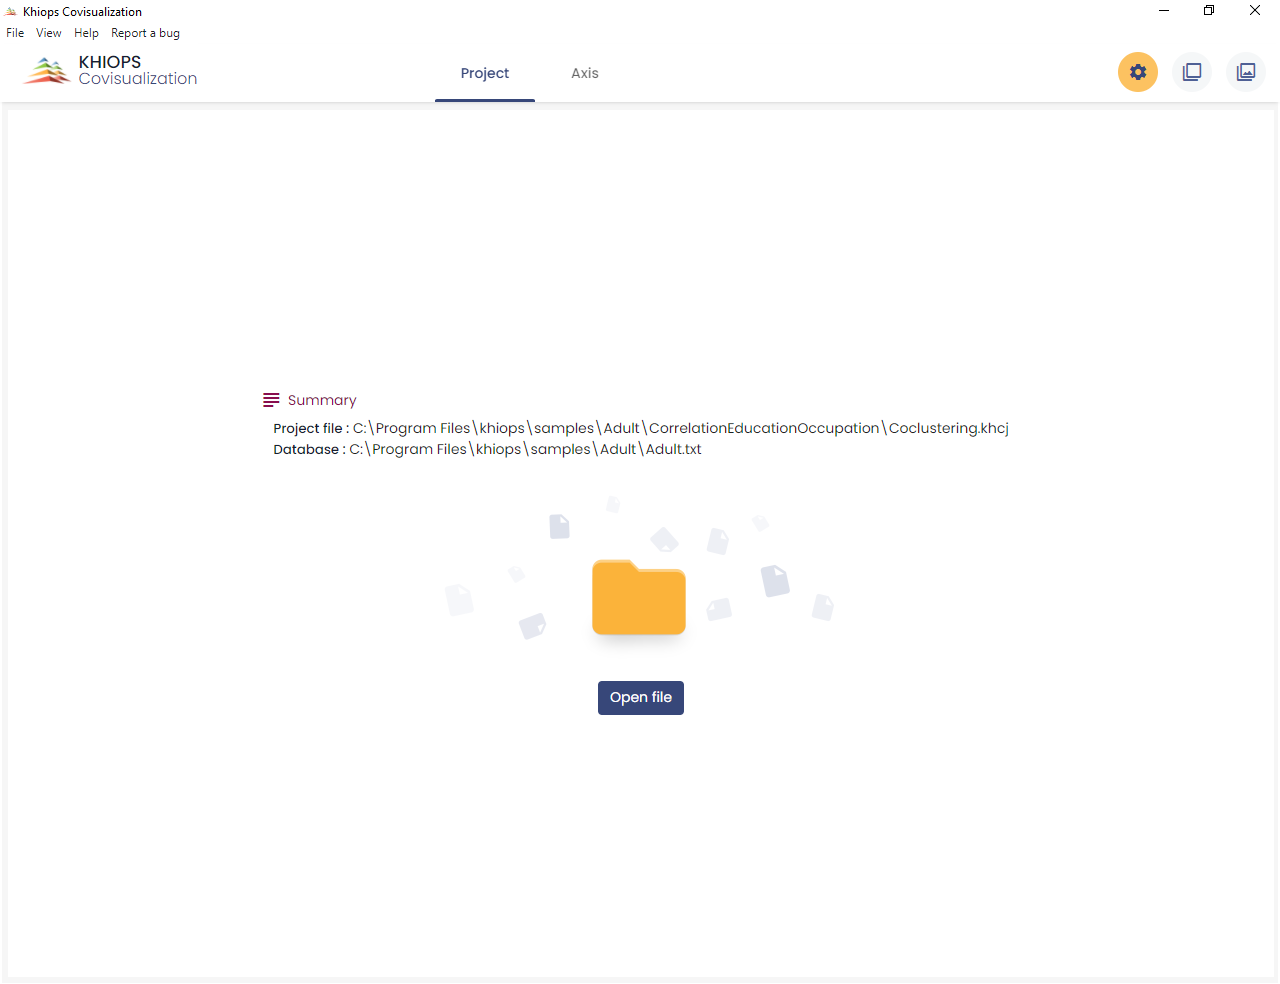 Khiops Covisualization
File View Help Report a bug
KHIOPS
Covisualization
Project Axis
Summary
Project file : C:\Program Files\khiops\samples\Adult\CorrelationEducationOccupation\Coclustering.khcj
Database : C:\Program Files\khiops\samples\Adult\Adult.txt
Open file